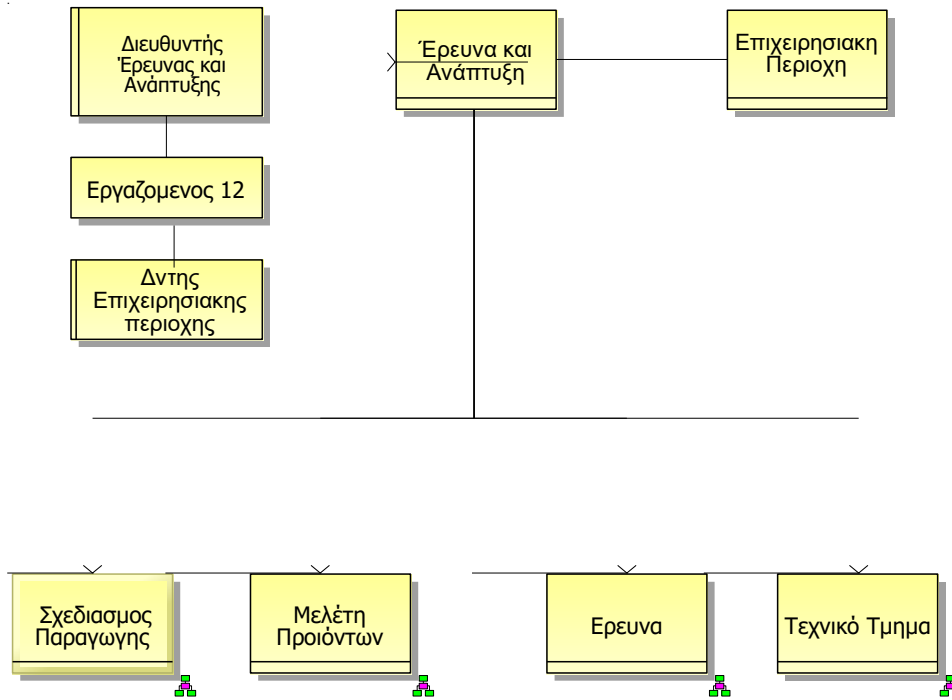 Διευθυντής
Έρευνας και
Ανάπτυξης
Έρευνα και
Ανάπτυξη
Επιχειρησιακη
Περιοχη
Εργαζομενος 12
Δντης
Επιχειρησιακης
περιοχης
Σχεδιασμος
Παραγωγης
Μελέτη
Προιόντων
Ερευνα
Τεχνικό Τμημα